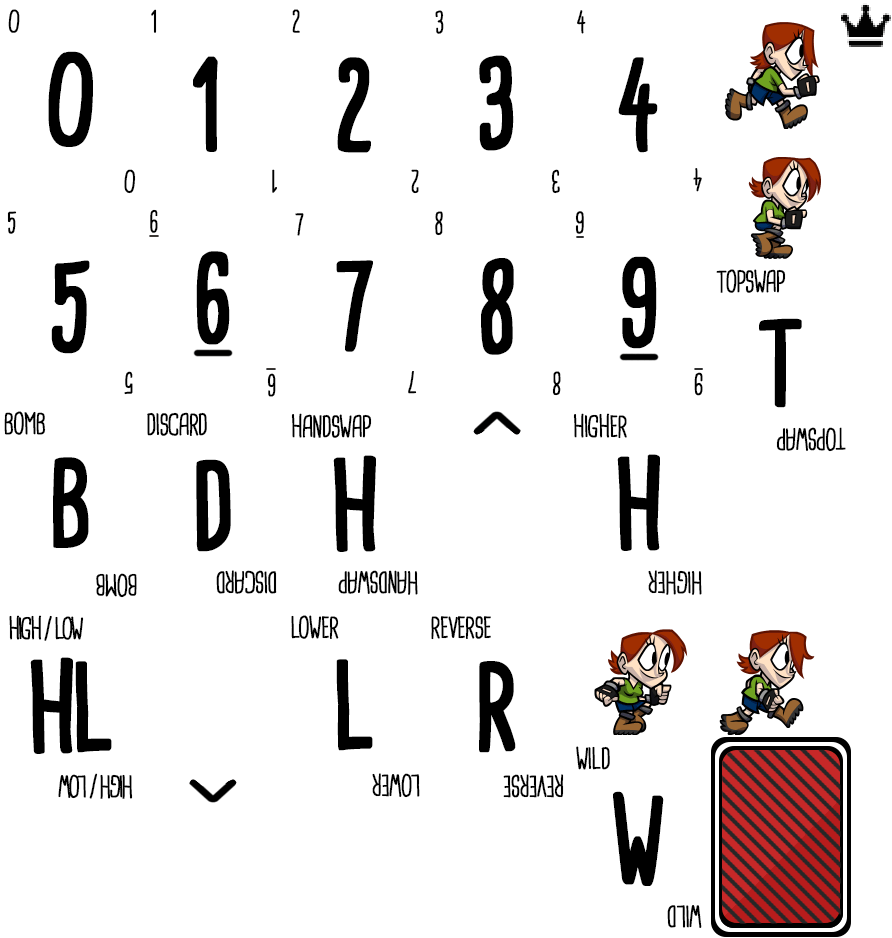 0 1 2 3 4
0 1 2 3 4
0 1 2 3 4
5 6 7 8 9
TOPSWAP
5 6 7 8 9
T
5 6 7 8 9
BOMB DISCARD HANDSWAP HIGHER
TOPSWAP
B D H H
BOMB DISCARD HANDSWAP HIGHER
HIGH / LOW LOWER REVERSE
HL L R
WILD
HIGH / LOW LOWER REVERSE
W
WILD